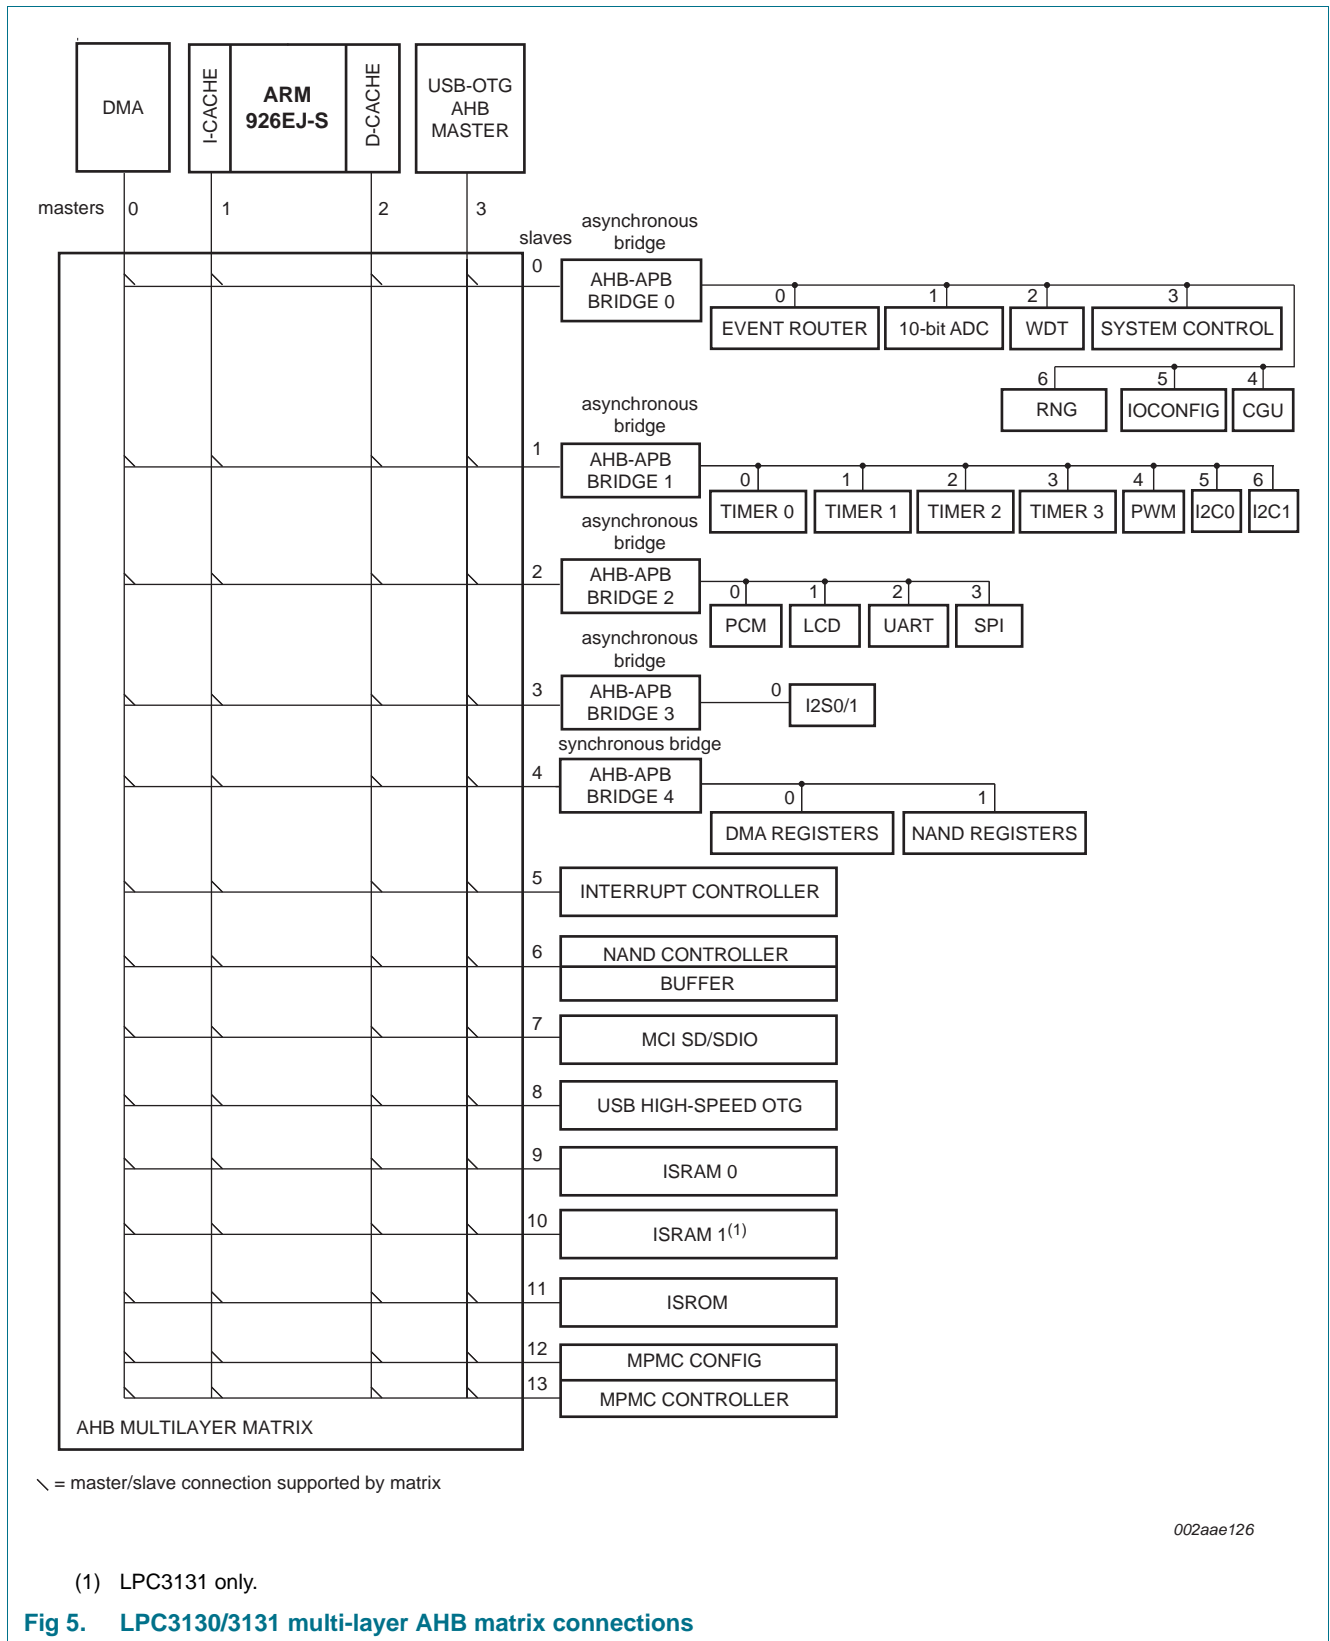 DMA
I-CACHE
ARM
926EJ-S
D-CACHE
USB-OTG
AHB
MASTER
masters 0 1 2 3
slaves
asynchronous
bridge
0
AHB-APB
BRIDGE 0
0 1 2 3
EVENT ROUTER 10-bit ADC WDT SYSTEM CONTROL
6 5 4
RNG IOCONFIG CGU
asynchronous
bridge
1
AHB-APB
BRIDGE 1
0 1 2 3 4 5 6
TIMER 0 TIMER 1 TIMER 2 TIMER 3 PWM I2C0 I2C1
asynchronous
bridge
2
AHB-APB
BRIDGE 2
0 1 2 3
PCM LCD UART SPI
asynchronous
bridge
3
AHB-APB
BRIDGE 3
0
I2S0/1
synchronous bridge
4
AHB-APB
BRIDGE 4
0 1
DMA REGISTERS NAND REGISTERS
5
INTERRUPT CONTROLLER
6
NAND CONTROLLER
BUFFER
7
MCI SD/SDIO
8
USB HIGH-SPEED OTG
9
ISRAM 0
10
ISRAM 1(1)
11
ISROM
12
MPMC CONFIG
13
MPMC CONTROLLER
AHB MULTILAYER MATRIX
= master/slave connection supported by matrix
002aae126
(1) LPC3131 only.
Fig 5. LPC3130/3131 multi-layer AHB matrix connections